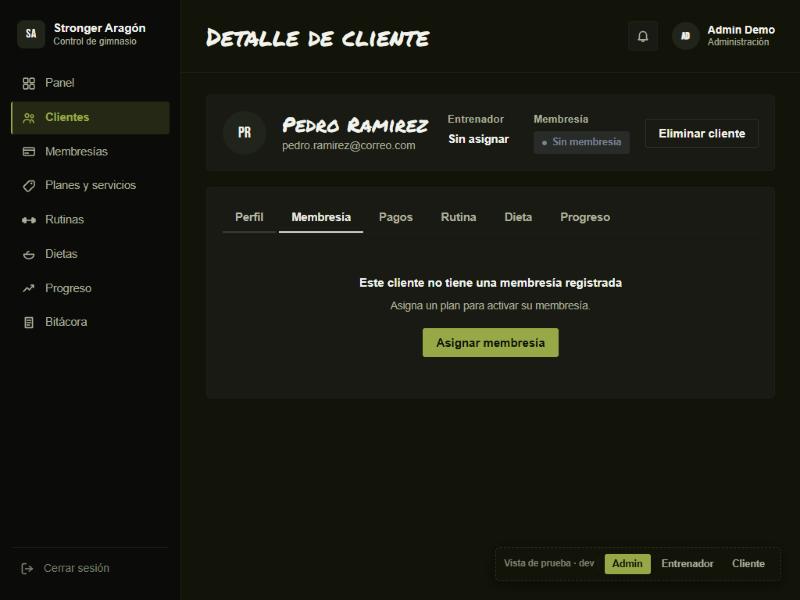 SA
Stronger Aragón
Control de gimnasio
Panel
Clientes
Membresías
Planes y servicios
Rutinas
Dietas
Progreso
Bitácora
Cerrar sesión
Detalle de cliente
AD
Admin Demo
Administración
PR
Pedro Ramirez
pedro.ramirez@correo.com
Entrenador
Sin asignar
Membresía
Sin membresía
Eliminar cliente
Perfil
Membresía
Pagos
Rutina
Dieta
Progreso
Este cliente no tiene una membresía registrada
Asigna un plan para activar su membresía.
Asignar membresía
Vista de prueba · dev
Admin
Entrenador
Cliente